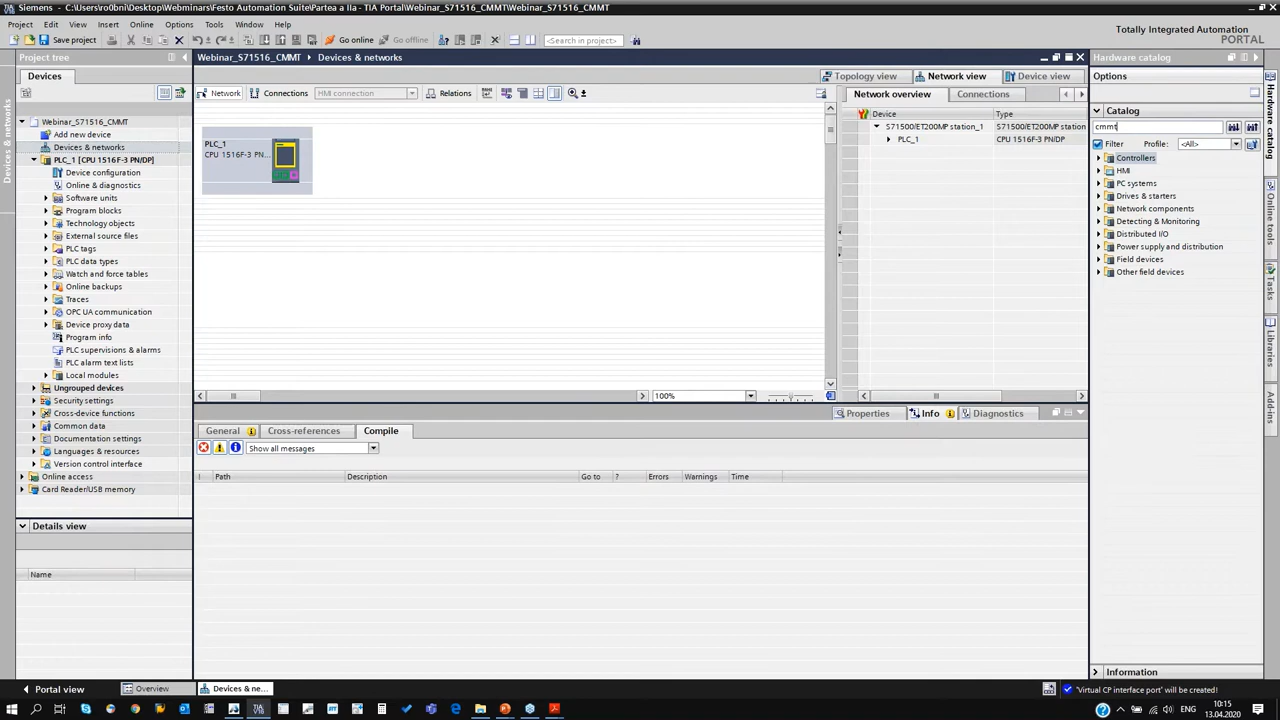 Siemens - C:\Users\ro0bni\Desktop\Webminars\Festo Automation Suite\Partea a IIa - TIA Portal\Webinar_S71516_CMMT\Webinar_S71516_CMMT
Project Edit View Insert Online Options Tools Window Help
Totally Integrated Automation
PORTAL
Save project
Go online
Go offline
<Search in project>
Project tree
Devices
Devices & networks
Webinar_S71516_CMMT
Add new device
Devices & networks
PLC_1 [CPU 1516F-3 PN/DP]
Device configuration
Online & diagnostics
Software units
Program blocks
Technology objects
External source files
PLC tags
PLC data types
Watch and force tables
Online backups
Traces
OPC UA communication
Device proxy data
Program info
PLC supervisions & alarms
PLC alarm text lists
Local modules
Ungrouped devices
Security settings
Cross-device functions
Common data
Documentation settings
Languages & resources
Version control interface
Online access
Card Reader/USB memory
Details view
Name
Webinar_S71516_CMMT Devices & networks
Topology view
Network view
Device view
Network
Connections
HMI connection
Relations
PLC_1
CPU 1516F-3 PN...
100%
Network overview
Connections
Device
Type
S71500/ET200MP station_1
S71500/ET200MP station
PLC_1
CPU 1516F-3 PN/DP
Properties
Info
Diagnostics
General
Cross-references
Compile
Show all messages
!
Path
Description
Go to
?
Errors
Warnings
Time
Hardware catalog
Options
Catalog
cmmt
Filter
Profile:
<All>
Controllers
HMI
PC systems
Drives & starters
Network components
Detecting & Monitoring
Distributed I/O
Power supply and distribution
Field devices
Other field devices
Information
Hardware catalog
Online tools
Tasks
Libraries
Add-ins
Portal view
Overview
Devices & ne...
'Virtual CP interface port' will be created!
10:15
13.04.2020